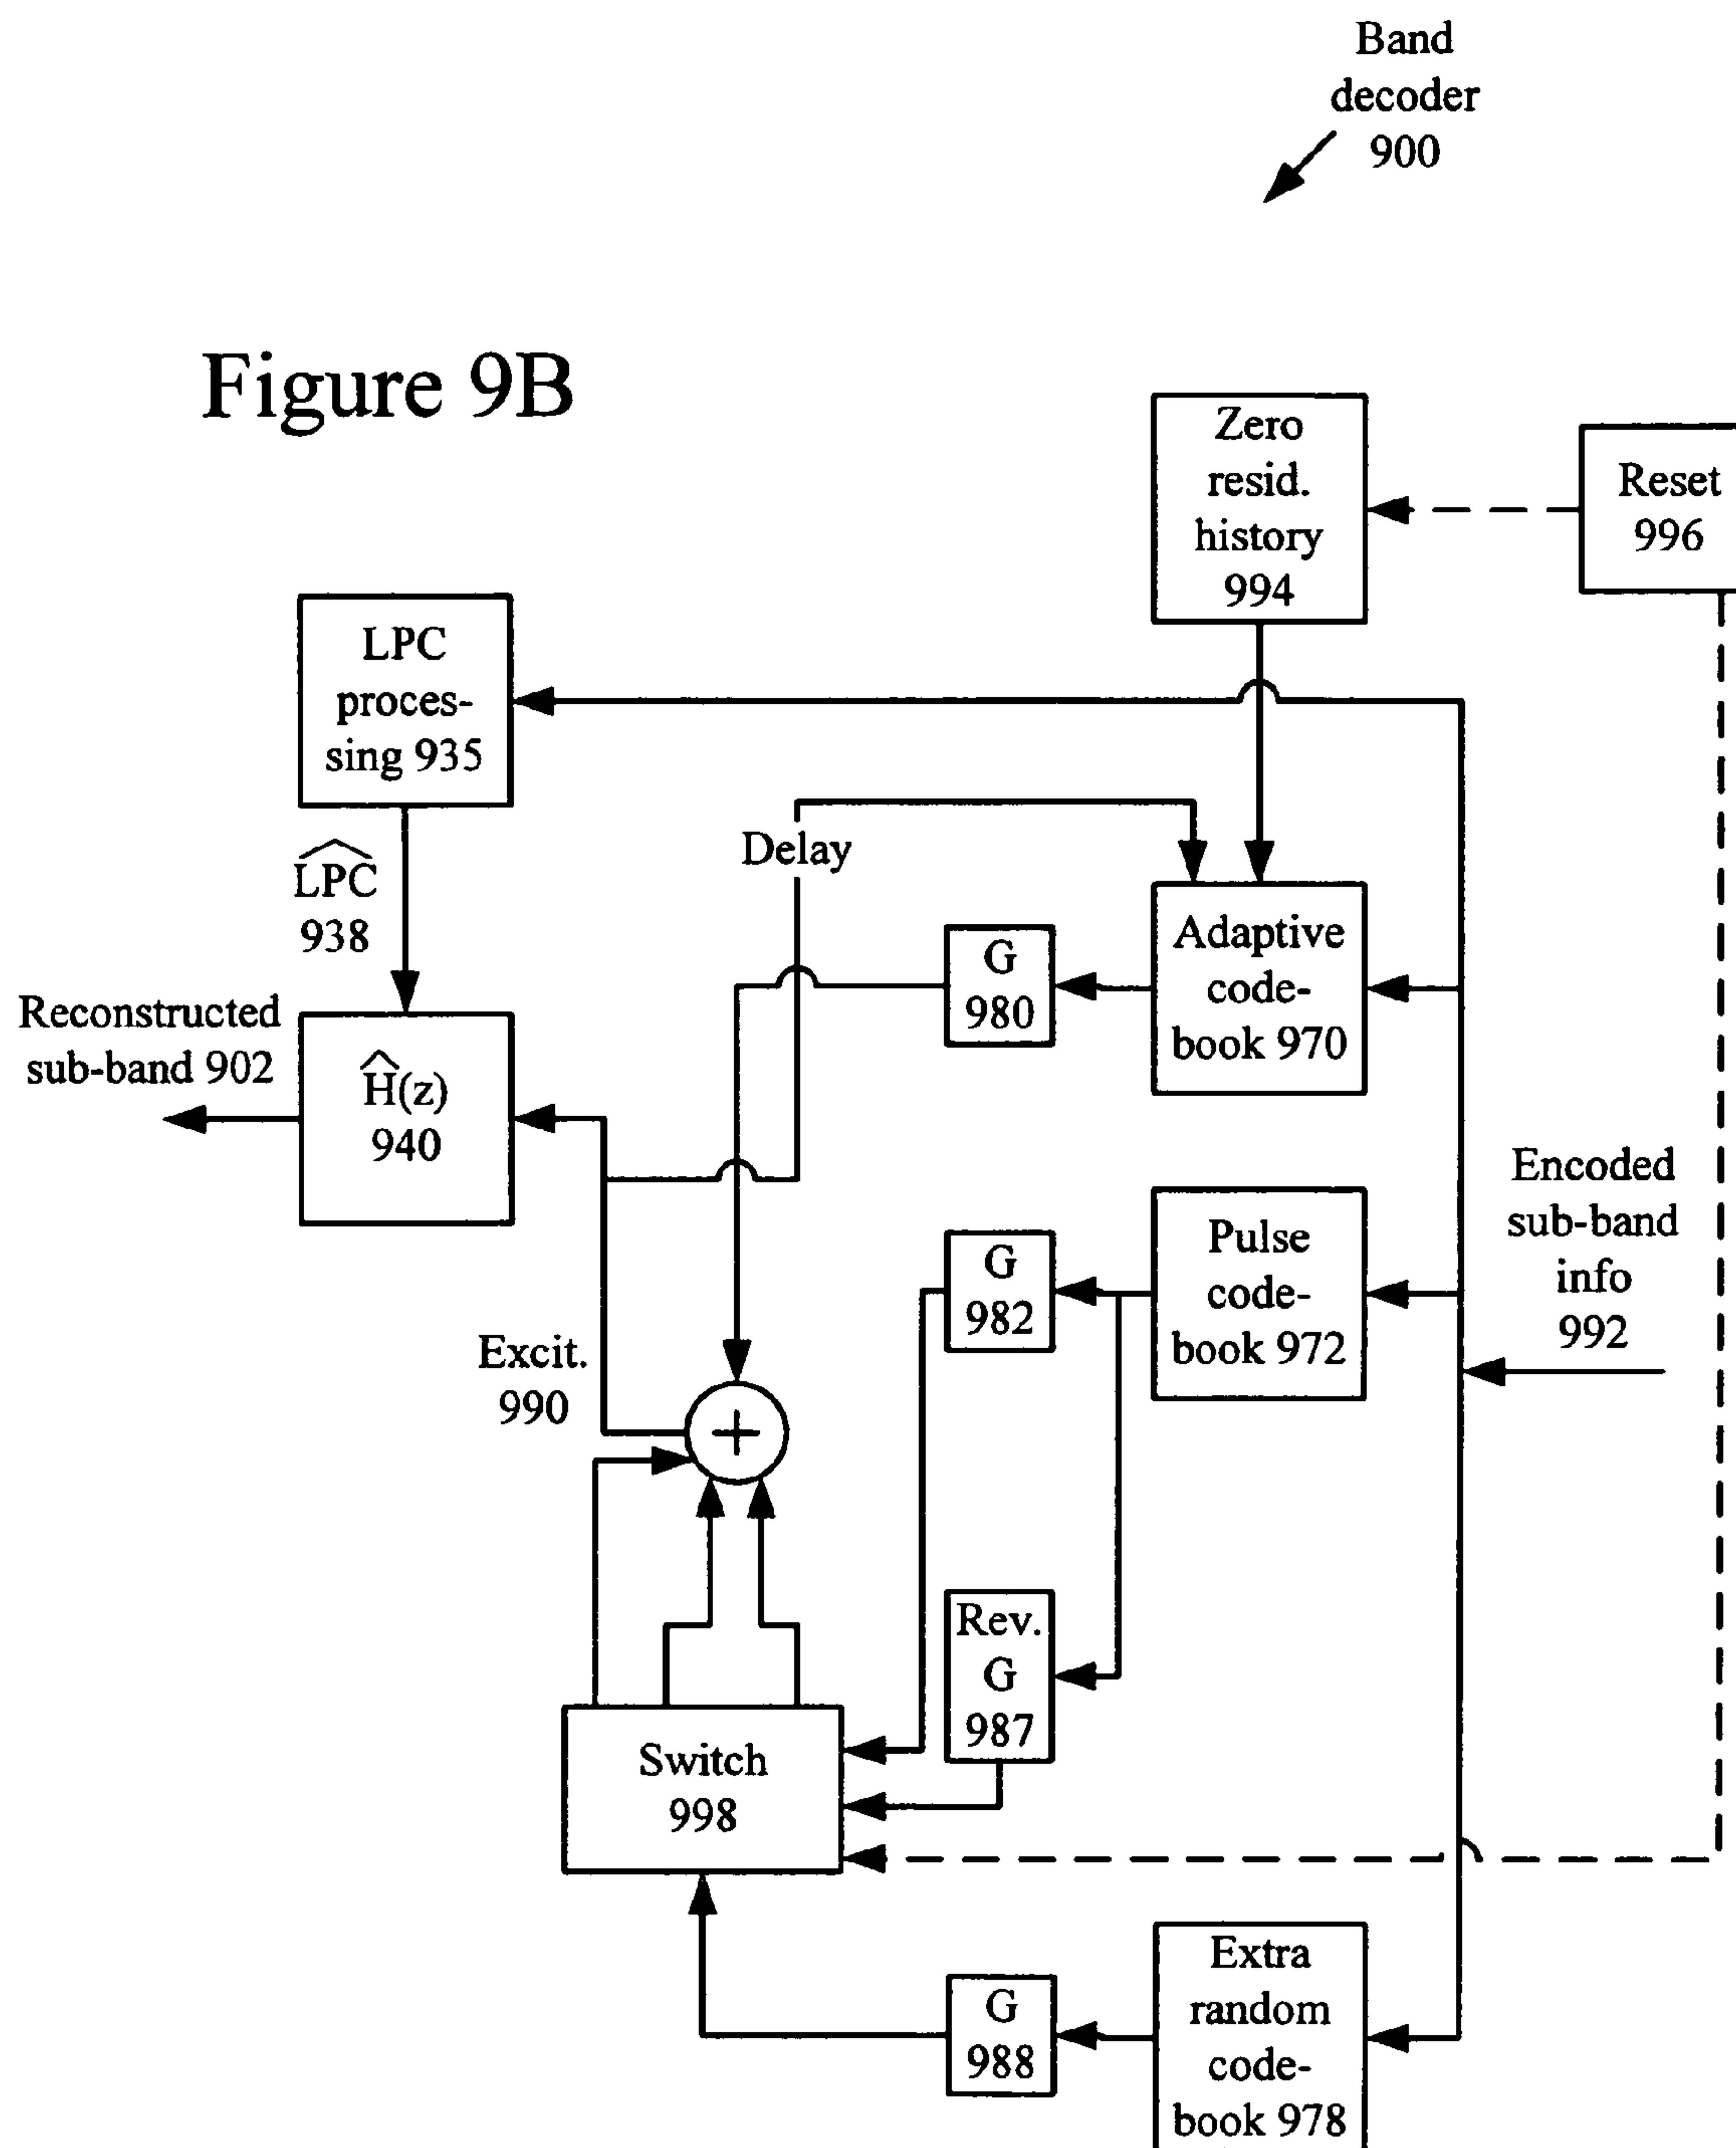 Band
decoder
900
Figure 9B
Zero
resid.
history
994
Reset
996
LPC
proces-
sing 935
Delay
LPC
938
Adaptive
code-
book 970
G
980
Reconstructed
sub-band 902
Ĥ(z)
940
Encoded
sub-band
info
992
Pulse
code-
book 972
G
982
Excit.
990
+
Rev.
G
987
Switch
998
Extra
random
code-
book 978
G
988